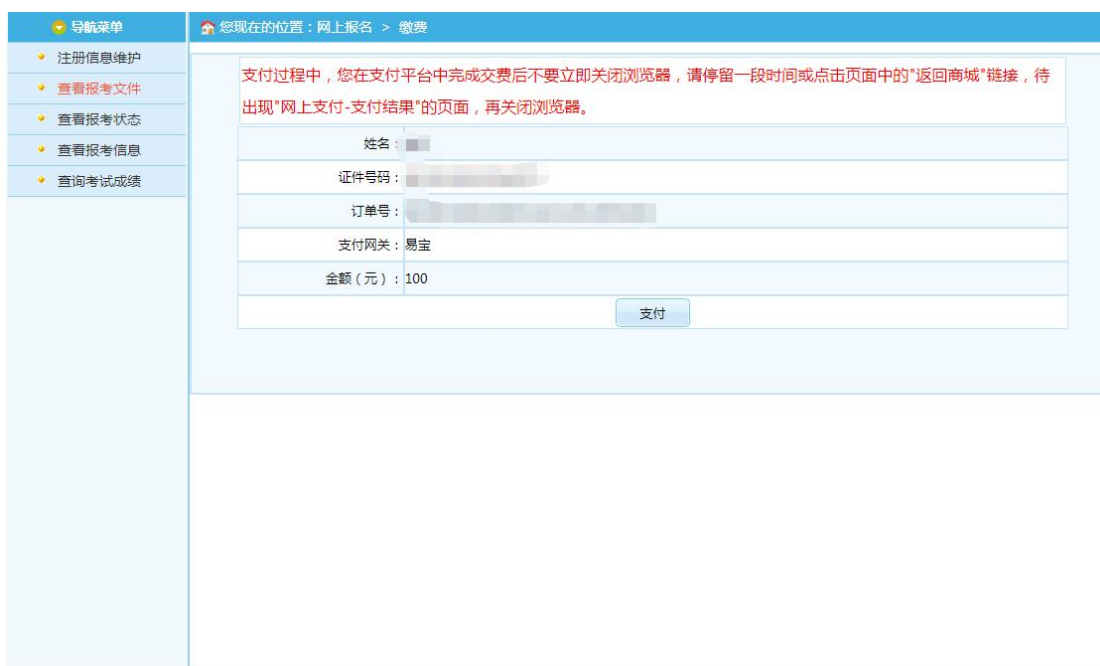 导航菜单
您现在的位置：网上报名 > 缴费
注册信息维护
查看报考文件
查看报考状态
查看报考信息
查询考试成绩
支付过程中，您在支付平台中完成交费后不要立即关闭浏览器，请停留一段时间或点击页面中的"返回商城"链接，待
出现"网上支付-支付结果"的页面，再关闭浏览器。
姓名：
证件号码：
订单号：
支付网关：易宝
金额（元）：100
支付